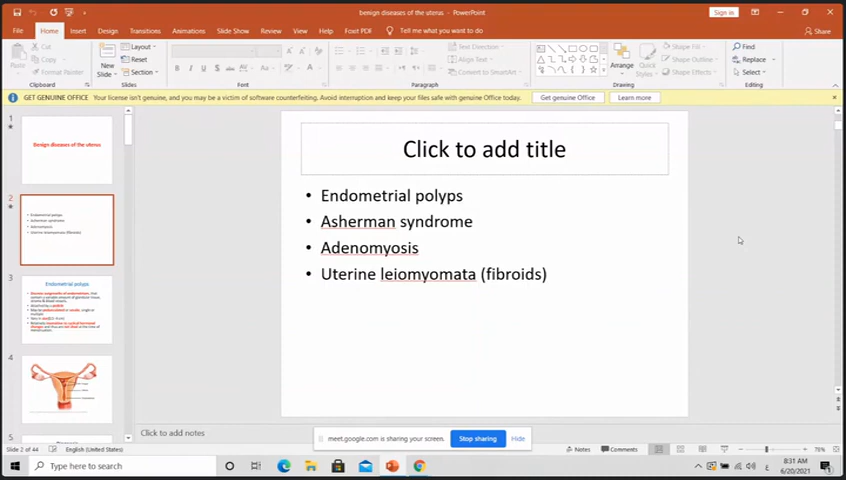 benign diseases of the uterus - PowerPoint
Sign in
File Home Insert Design Transitions Animations Slide Show Review View Help Foxit PDF Tell me what you want to do
Share
Paste
Cut
Copy
Format Painter
Clipboard
New Slide
Layout
Reset
Section
Slides
Font
Text Direction
Align Text
Convert to SmartArt
Paragraph
Arrange
Quick Styles
Shape Fill
Shape Outline
Shape Effects
Drawing
Find
Replace
Select
Editing
GET GENUINE OFFICE Your license isn't genuine, and you may be a victim of software counterfeiting. Avoid interruption and keep your files safe with genuine Office today.
Get genuine Office
Learn more
1
Benign diseases of the uterus
2
Endometrial polyps
Asherman syndrome
Adenomyosis
Uterine leiomyomata (fibroids)
3
Endometrial polyps
4
5
Click to add title
• Endometrial polyps
• Asherman syndrome
• Adenomyosis
• Uterine leiomyomata (fibroids)
Click to add notes
meet.google.com is sharing your screen.
Stop sharing
Hide
Slide 2 of 44
English (United States)
Notes
Comments
78%
Type here to search
ع
8:31 AM
6/20/2021